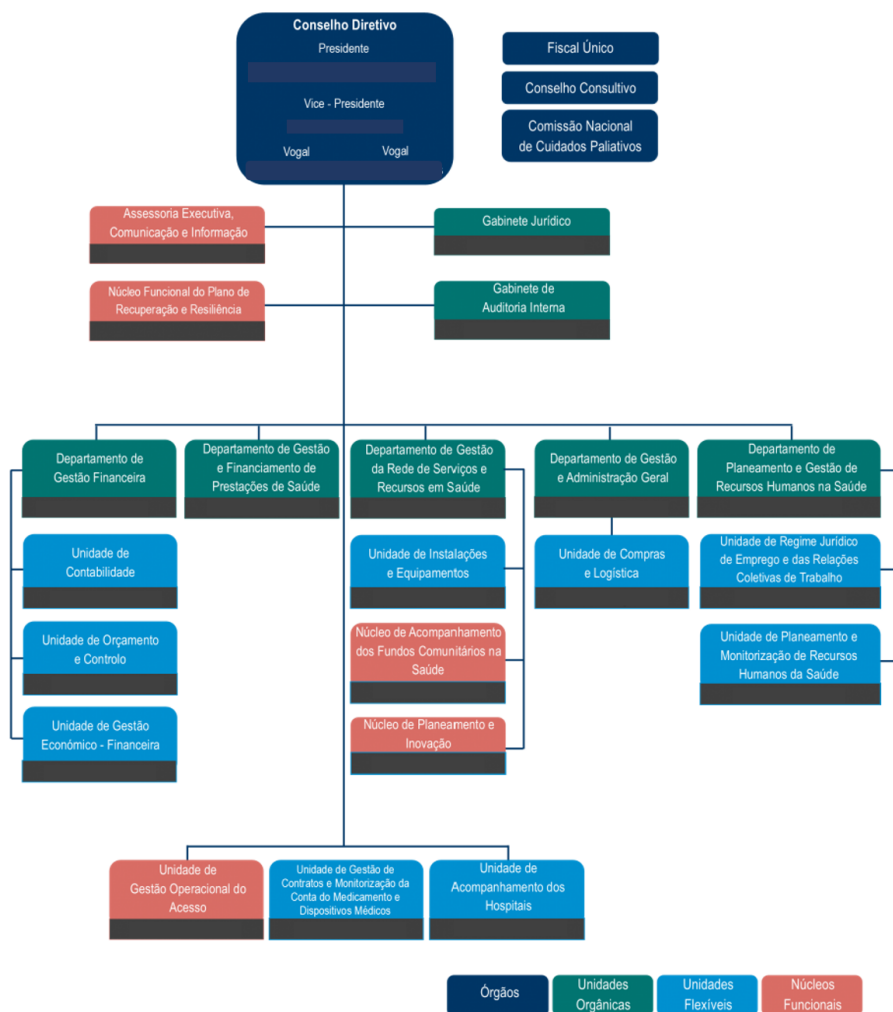 Conselho Diretivo
Presidente
Vice - Presidente
Vogal
Vogal
Fiscal Único
Conselho Consultivo
Comissão Nacional
de Cuidados Paliativos
Assessoria Executiva,
Comunicação e Informação
Gabinete Jurídico
Núcleo Funcional do Plano de
Recuperação e Resiliência
Gabinete de
Auditoria Interna
Departamento de
Gestão Financeira
Departamento de Gestão
e Financiamento de
Prestações de Saúde
Departamento de Gestão
da Rede de Serviços e
Recursos em Saúde
Departamento de Gestão
e Administração Geral
Departamento de
Planeamento e Gestão de
Recursos Humanos na Saúde
Unidade de
Contabilidade
Unidade de Instalações
e Equipamentos
Unidade de Compras
e Logística
Unidade de Regime Jurídico
de Emprego e das Relações
Coletivas de Trabalho
Unidade de Orçamento
e Controlo
Núcleo de Acompanhamento
dos Fundos Comunitários na
Saúde
Unidade de Planeamento e
Monitorização de Recursos
Humanos da Saúde
Unidade de Gestão
Económico - Financeira
Núcleo de Planeamento e
Inovação
Unidade de
Gestão Operacional do
Acesso
Unidade de Gestão de
Contratos e Monitorização da
Conta do Medicamento e
Dispositivos Médicos
Unidade de
Acompanhamento dos
Hospitais
Órgãos
Unidades
Orgânicas
Unidades
Flexíveis
Núcleos
Funcionais